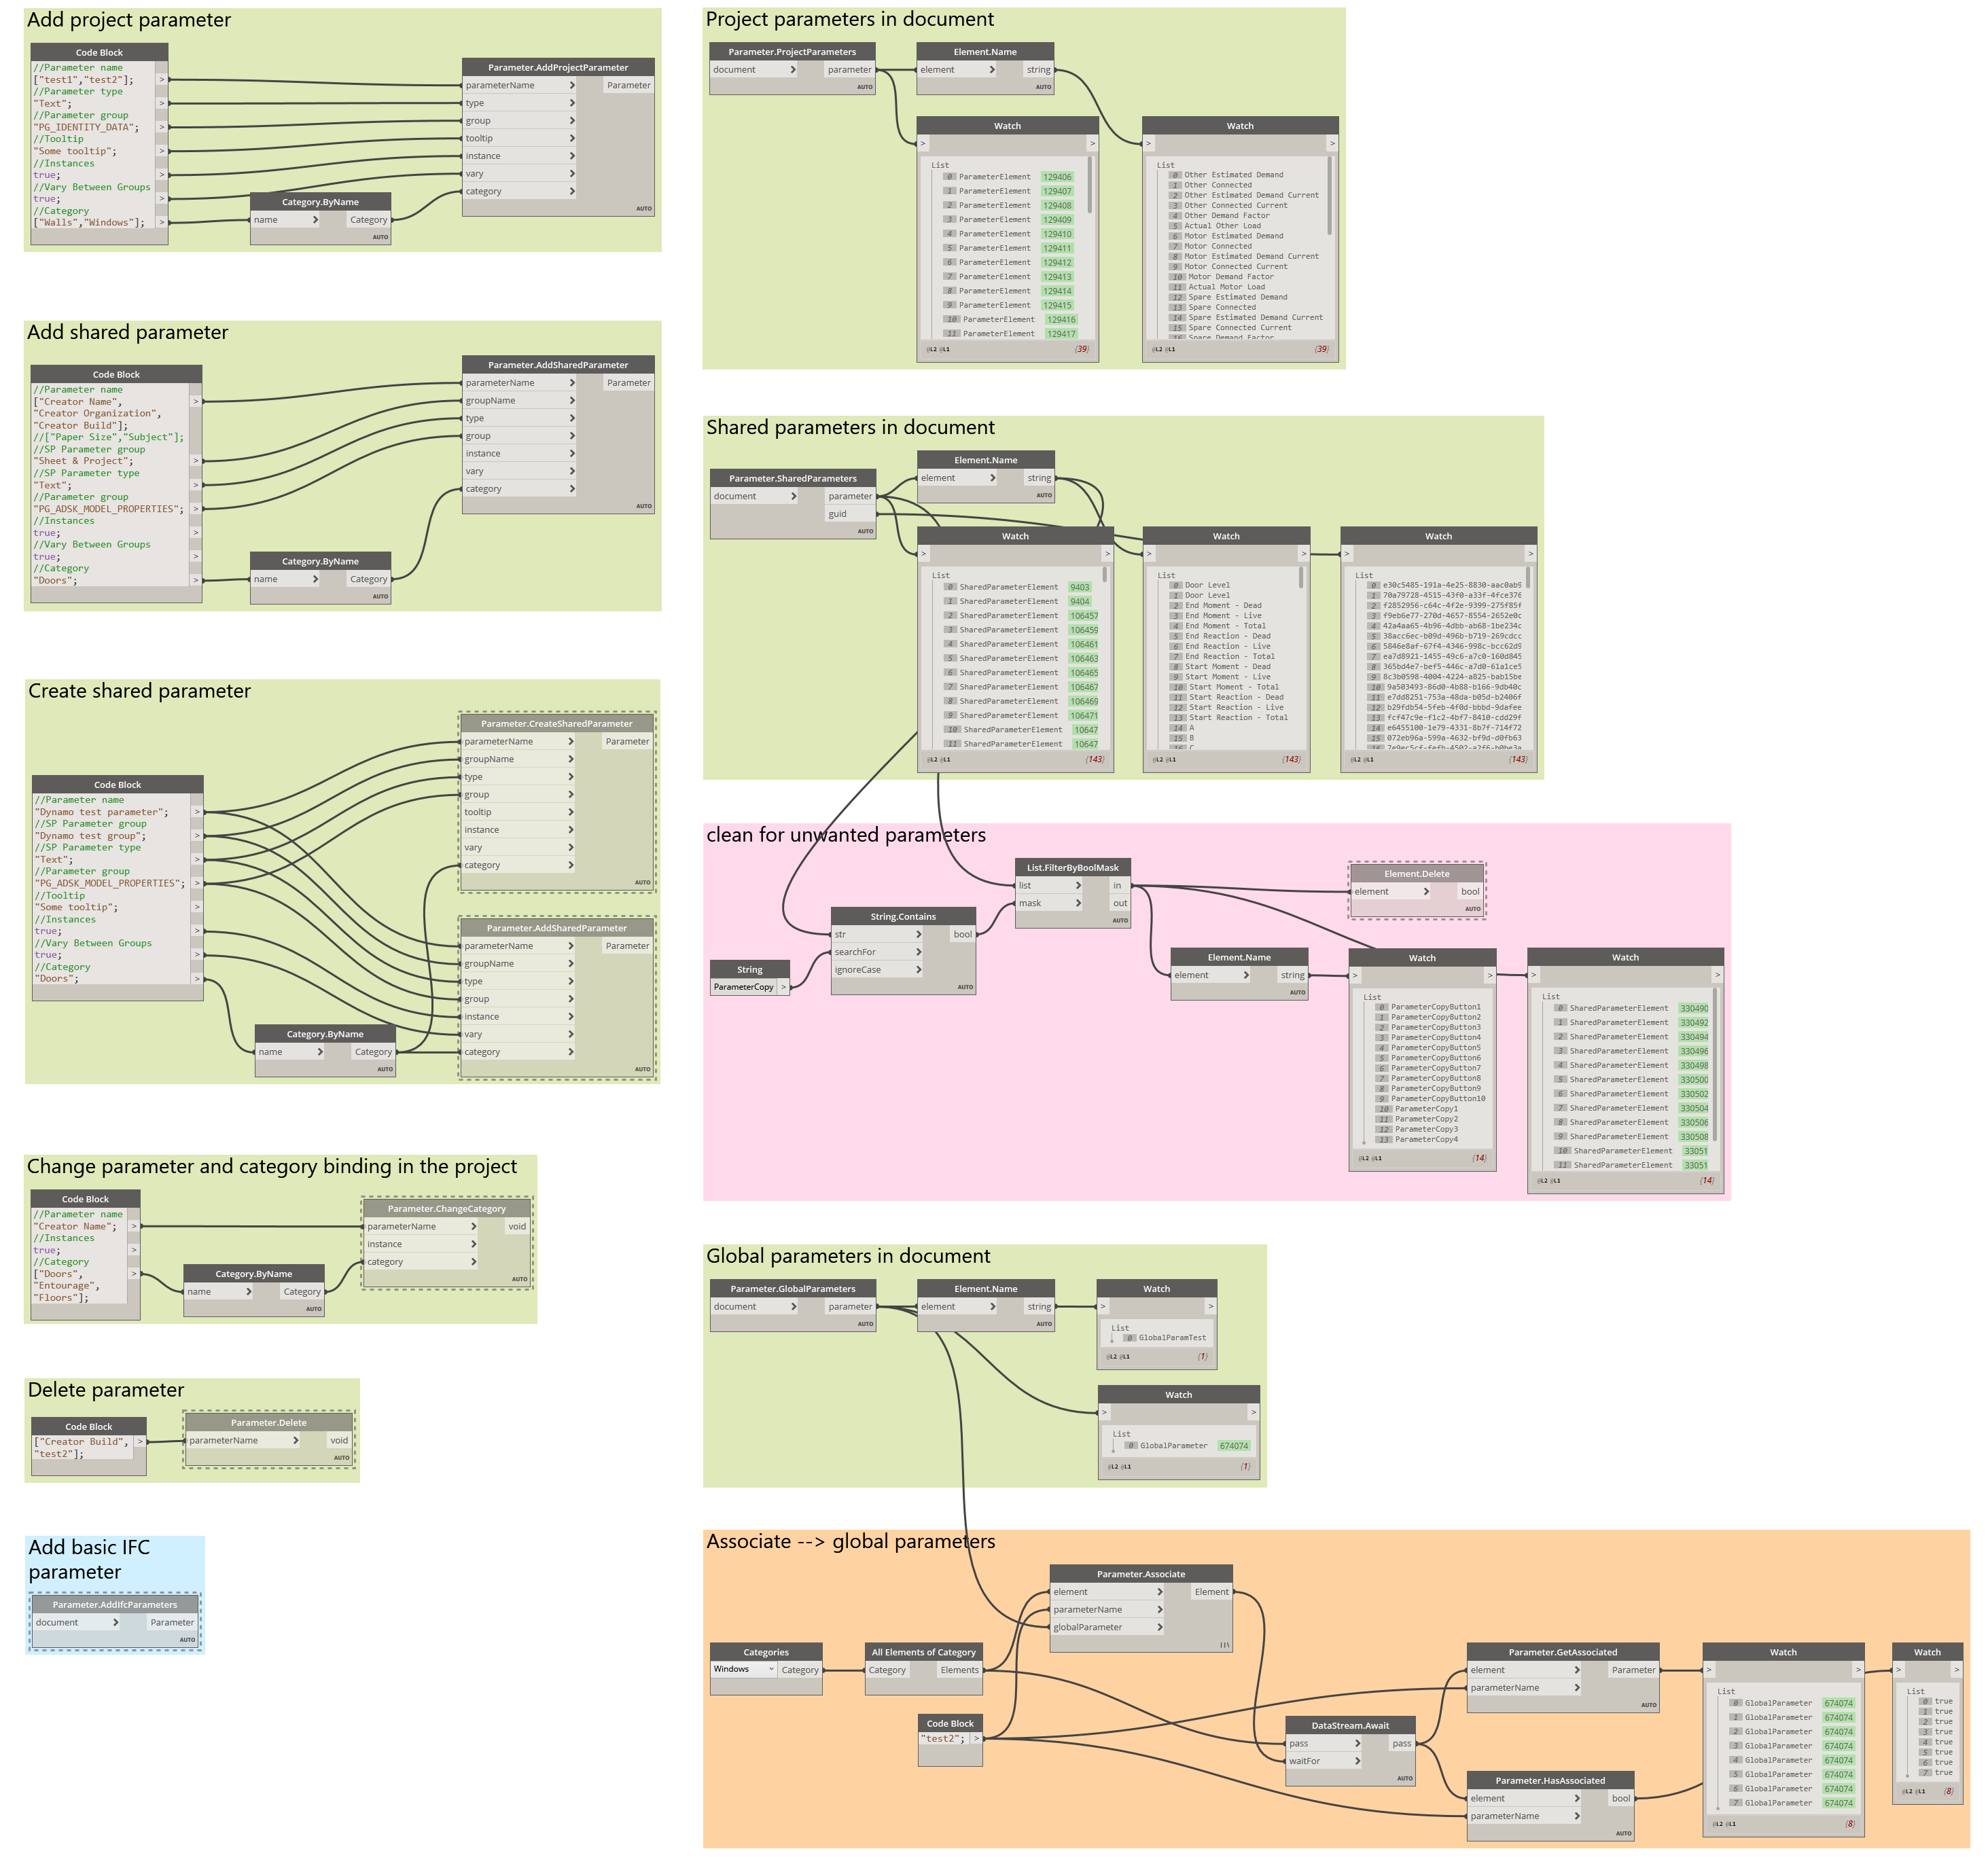 Add project parameter
Code Block
//Parameter name
["test1","test2"]; >
//Parameter type
"Text"; >
//Parameter group
"PG_IDENTITY_DATA"; >
//Tooltip
"Some tooltip"; >
//Instances
true; >
//Vary Between Groups
true; >
//Category
["Walls","Windows"]; >
Category.ByName
name > Category
AUTO
Parameter.AddProjectParameter
parameterName > Parameter
type >
group >
tooltip >
instance >
vary >
category >
AUTO
Add shared parameter
Code Block
//Parameter name
["Creator Name", >
"Creator Organization",
"Creator Build"];
//["Paper Size","Subject"];
//SP Parameter group
"Sheet & Project"; >
//SP Parameter type
"Text"; >
//Parameter group
"PG_ADSK_MODEL_PROPERTIES"; >
//Instances
true; >
//Vary Between Groups
true; >
//Category
"Doors"; >
Category.ByName
name > Category
AUTO
Parameter.AddSharedParameter
parameterName > Parameter
groupName >
type >
group >
instance >
vary >
category >
AUTO
Create shared parameter
Code Block
//Parameter name
"Dynamo test parameter"; >
//SP Parameter group
"Dynamo test group"; >
//SP Parameter type
"Text"; >
//Parameter group
"PG_ADSK_MODEL_PROPERTIES"; >
//Tooltip
"Some tooltip"; >
//Instances
true; >
//Vary Between Groups
true; >
//Category
"Doors"; >
Category.ByName
name > Category
AUTO
Parameter.CreateSharedParameter
parameterName > Parameter
groupName >
type >
group >
tooltip >
instance >
vary >
category >
AUTO
Parameter.AddSharedParameter
parameterName > Parameter
groupName >
type >
group >
instance >
vary >
category >
AUTO
Change parameter and category binding in the project
Code Block
//Parameter name
"Creator Name"; >
//Instances
true; >
//Category
["Doors", >
"Entourage",
"Floors"];
Category.ByName
name > Category
AUTO
Parameter.ChangeCategory
parameterName > void
instance >
category >
AUTO
Delete parameter
Code Block
["Creator Build", >
"test2"];
Parameter.Delete
parameterName > void
AUTO
Add basic IFC
parameter
Parameter.AddIfcParameters
document > Parameter
AUTO
Project parameters in document
Parameter.ProjectParameters
document > parameter
AUTO
Element.Name
element > string
AUTO
Watch
> >
List
0 ParameterElement 129406
1 ParameterElement 129407
2 ParameterElement 129408
3 ParameterElement 129409
4 ParameterElement 129410
5 ParameterElement 129411
6 ParameterElement 129412
7 ParameterElement 129413
8 ParameterElement 129414
9 ParameterElement 129415
10 ParameterElement 129416
11 ParameterElement 129417
@L2 @L1 {39}
Watch
> >
List
0 Other Estimated Demand
1 Other Connected
2 Other Estimated Demand Current
3 Other Connected Current
4 Other Demand Factor
5 Actual Other Load
6 Motor Estimated Demand
7 Motor Connected
8 Motor Estimated Demand Current
9 Motor Connected Current
10 Motor Demand Factor
11 Actual Motor Load
12 Spare Estimated Demand
13 Spare Connected
14 Spare Estimated Demand Current
15 Spare Connected Current
16 Spare Demand Factor
@L2 @L1 {39}
Shared parameters in document
Parameter.SharedParameters
document > parameter
guid
AUTO
Element.Name
element > string
AUTO
Watch
> >
List
0 SharedParameterElement 9403
1 SharedParameterElement 9404
2 SharedParameterElement 106457
3 SharedParameterElement 106459
4 SharedParameterElement 106461
5 SharedParameterElement 106463
6 SharedParameterElement 106465
7 SharedParameterElement 106467
8 SharedParameterElement 106469
9 SharedParameterElement 106471
10 SharedParameterElement 10647
11 SharedParameterElement 10647
@L2 @L1 {143}
Watch
> >
List
0 Door Level
1 Door Level
2 End Moment - Dead
3 End Moment - Live
4 End Moment - Total
5 End Reaction - Dead
6 End Reaction - Live
7 End Reaction - Total
8 Start Moment - Dead
9 Start Moment - Live
10 Start Moment - Total
11 Start Reaction - Dead
12 Start Reaction - Live
13 Start Reaction - Total
14 A
15 B
16 C
@L2 @L1 {143}
Watch
> >
List
0 e30c5485-191a-4e25-8830-aac0ab9
1 70a79728-4515-43f0-a33f-4fce376
2 f2852956-c64c-4f2e-9399-275f85f
3 f9eb6e77-270d-4657-8554-2652e0c
4 42a4aa65-4b96-4dbb-ab68-1be234c
5 38acc6ec-b09d-496b-b719-269cdcc
6 5846e8af-67f4-4346-998c-bcc62d9
7 ea7d8921-1455-49c6-a7c0-160d845
8 365bd4e7-bef5-446c-a7d0-61a1ce5
9 8c3b0598-4004-4224-a825-bab15be
10 9a503493-86d0-4b88-b166-9db40c
11 e7dd8251-753a-48da-b05d-b2406f
12 b29fdb54-5feb-4f0d-bbbd-9dafee
13 fcf47c9e-f1c2-4bf7-8410-cdd29f
14 e6455100-1e79-4331-8b7f-714f72
15 072eb96a-599a-4632-bf9d-d0fb63
@L2 @L1 {143}
clean for unwanted parameters
String
ParameterCopy >
String.Contains
str > bool
searchFor >
ignoreCase >
AUTO
List.FilterByBoolMask
list > in
mask > out
AUTO
Element.Delete
element > bool
AUTO
Element.Name
element > string
AUTO
Watch
> >
List
0 ParameterCopyButton1
1 ParameterCopyButton2
2 ParameterCopyButton3
3 ParameterCopyButton4
4 ParameterCopyButton5
5 ParameterCopyButton6
6 ParameterCopyButton7
7 ParameterCopyButton8
8 ParameterCopyButton9
9 ParameterCopyButton10
10 ParameterCopy1
11 ParameterCopy2
12 ParameterCopy3
13 ParameterCopy4
@L2 @L1 {14}
Watch
> >
List
0 SharedParameterElement 330490
1 SharedParameterElement 330492
2 SharedParameterElement 330494
3 SharedParameterElement 330496
4 SharedParameterElement 330498
5 SharedParameterElement 330500
6 SharedParameterElement 330502
7 SharedParameterElement 330504
8 SharedParameterElement 330506
9 SharedParameterElement 330508
10 SharedParameterElement 33051
11 SharedParameterElement 33051
@L2 @L1 {14}
Global parameters in document
Parameter.GlobalParameters
document > parameter
AUTO
Element.Name
element > string
AUTO
Watch
> >
List
0 GlobalParamTest
@L2 @L1 {1}
Watch
> >
List
0 GlobalParameter 674074
@L2 @L1 {1}
Associate --> global parameters
Parameter.Associate
element > Element
parameterName >
globalParameter >
Categories
Windows Category
All Elements of Category
Category Elements
Code Block
"test2"; >
DataStream.Await
pass > pass
waitFor >
AUTO
Parameter.GetAssociated
element > Parameter
parameterName >
AUTO
Parameter.HasAssociated
element > bool
parameterName >
AUTO
Watch
> >
List
0 GlobalParameter 674074
1 GlobalParameter 674074
2 GlobalParameter 674074
3 GlobalParameter 674074
4 GlobalParameter 674074
5 GlobalParameter 674074
6 GlobalParameter 674074
7 GlobalParameter 674074
@L2 @L1 {8}
Watch
> >
List
0 true
1 true
2 true
3 true
4 true
5 true
6 true
7 true
@L2 @L1 {8}